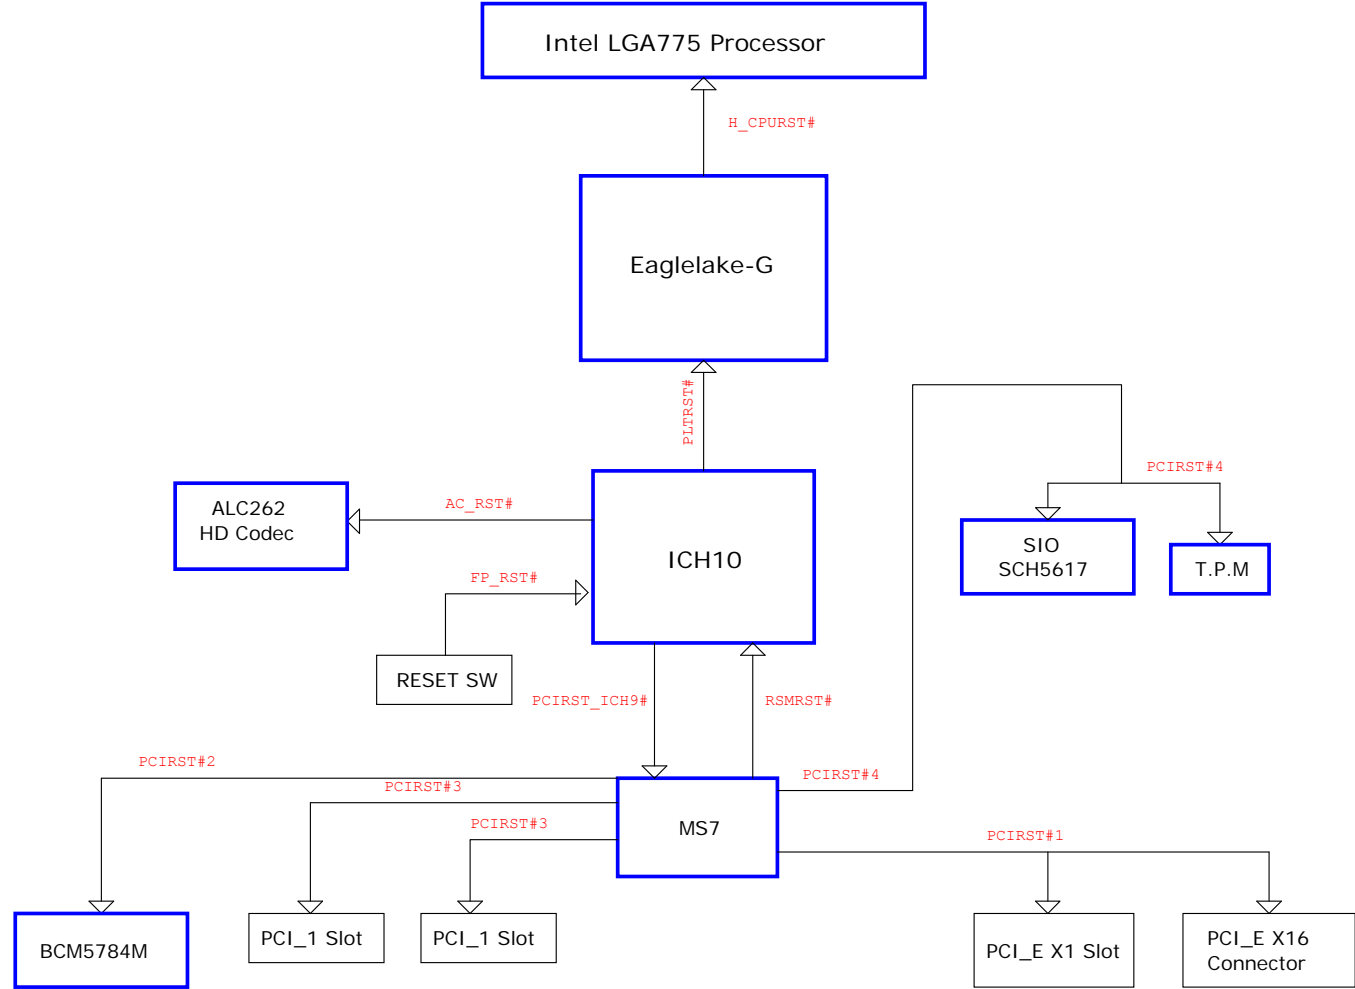 Intel LGA775 Processor
H_CPURST#
Eaglelake-G
PLTRST#
PCIRST#4
ALC262
HD Codec
AC_RST#
ICH10
SIO
SCH5617
T.P.M
FP_RST#
RESET SW
PCIRST_ICH9#
RSMRST#
PCIRST#2
PCIRST#3
PCIRST#4
PCIRST#3
MS7
PCIRST#1
BCM5784M
PCI_1 Slot
PCI_1 Slot
PCI_E X1 Slot
PCI_E X16
Connector